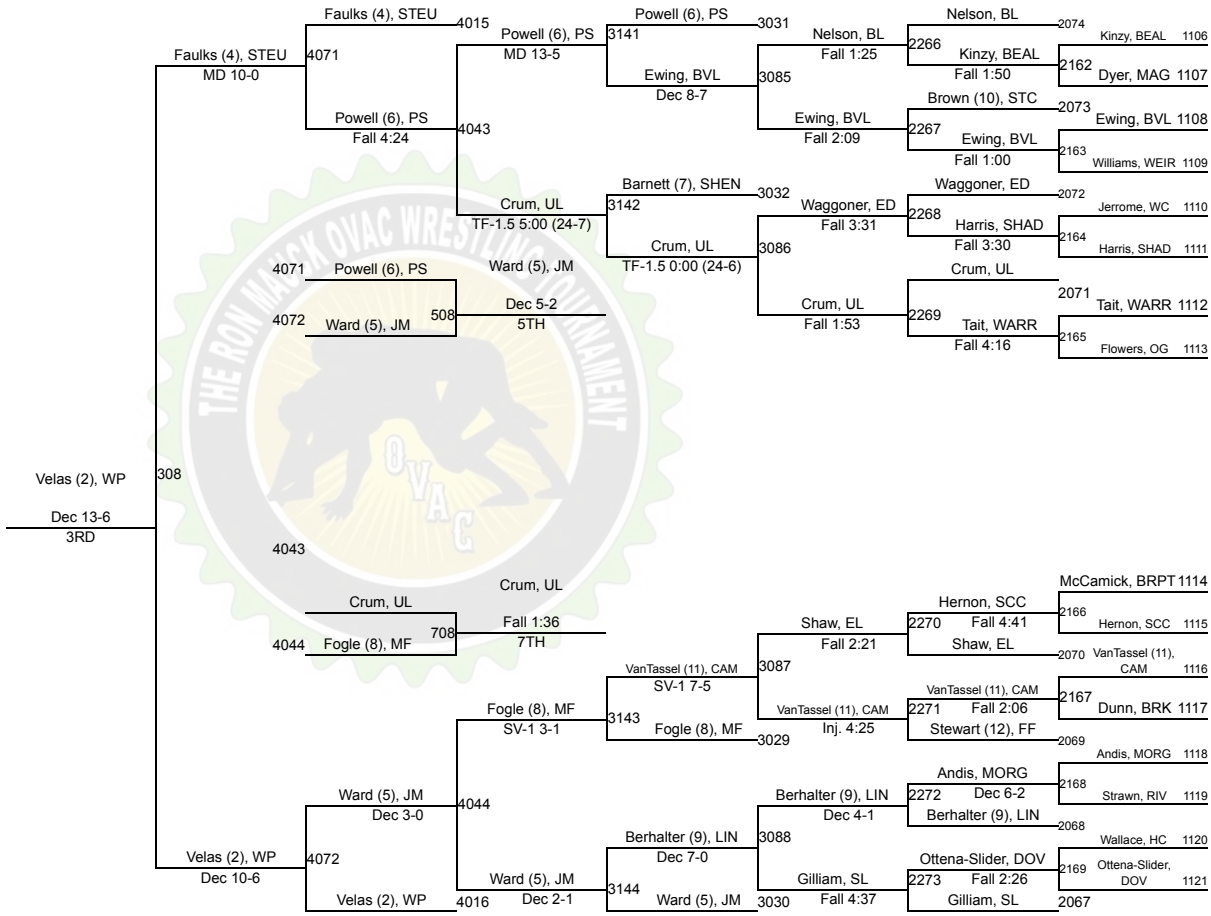 Faulks (4), STEU
4015
Powell (6), PS
3031
Nelson, BL
2074
Kinzy, BEAL 1106
Powell (6), PS
3141
Nelson, BL
2266
Faulks (4), STEU
4071
MD 13-5
Fall 1:25
Kinzy, BEAL
2162
MD 10-0
Ewing, BVL
3085
Fall 1:50
Dyer, MAG 1107
Dec 8-7
Brown (10), STC
2073
Powell (6), PS
4043
Ewing, BVL
2267
Ewing, BVL 1108
Fall 4:24
Fall 2:09
Ewing, BVL
2163
Fall 1:00
Williams, WEIR 1109
Barnett (7), SHEN
3032
Waggoner, ED
2072
Crum, UL
3142
Waggoner, ED
2268
Jerrome, WC 1110
TF-1.5 5:00 (24-7)
Fall 3:31
Harris, SHAD
2164
Crum, UL
3086
Fall 3:30
Harris, SHAD 1111
TF-1.5 0:00 (24-6)
4071
Powell (6), PS
Ward (5), JM
Crum, UL
2071
Dec 5-2
Crum, UL
Tait, WARR 1112
4072
Ward (5), JM
508
5TH
Fall 1:53
2269
Tait, WARR
2165
Fall 4:16
Flowers, OG 1113
THE RON MAUCK OVAC WRESTLING TOURNAMENT
OVAC
Velas (2), WP
308
Dec 13-6
3RD
4043
Crum, UL
McCamick, BRPT 1114
Crum, UL
Hernon, SCC
2166
708
Fall 1:36
Shaw, EL
2270
Fall 4:41
Hernon, SCC 1115
4044
Fogle (8), MF
7TH
Fall 2:21
Shaw, EL
2070
VanTassel (11), CAM 1116
VanTassel (11), CAM
3087
SV-1 7-5
VanTassel (11), CAM
2167
Fogle (8), MF
3143
VanTassel (11), CAM
2271
Fall 2:06
Dunn, BRK 1117
SV-1 3-1
Fogle (8), MF
3029
Inj. 4:25
Stewart (12), FF
2069
Andis, MORG 1118
Andis, MORG
2168
Ward (5), JM
4044
Berhalter (9), LIN
2272
Dec 6-2
Strawn, RIV 1119
Dec 3-0
Dec 4-1
Berhalter (9), LIN
2068
Berhalter (9), LIN
3088
Wallace, HC 1120
Velas (2), WP
4072
Dec 7-0
Ottena-Slider, DOV
2169
Dec 10-6
Ward (5), JM
3144
Gilliam, SL
2273
Fall 2:26
Ottena-Slider, DOV 1121
Velas (2), WP
4016
Dec 2-1
Ward (5), JM
3030
Fall 4:37
Gilliam, SL
2067